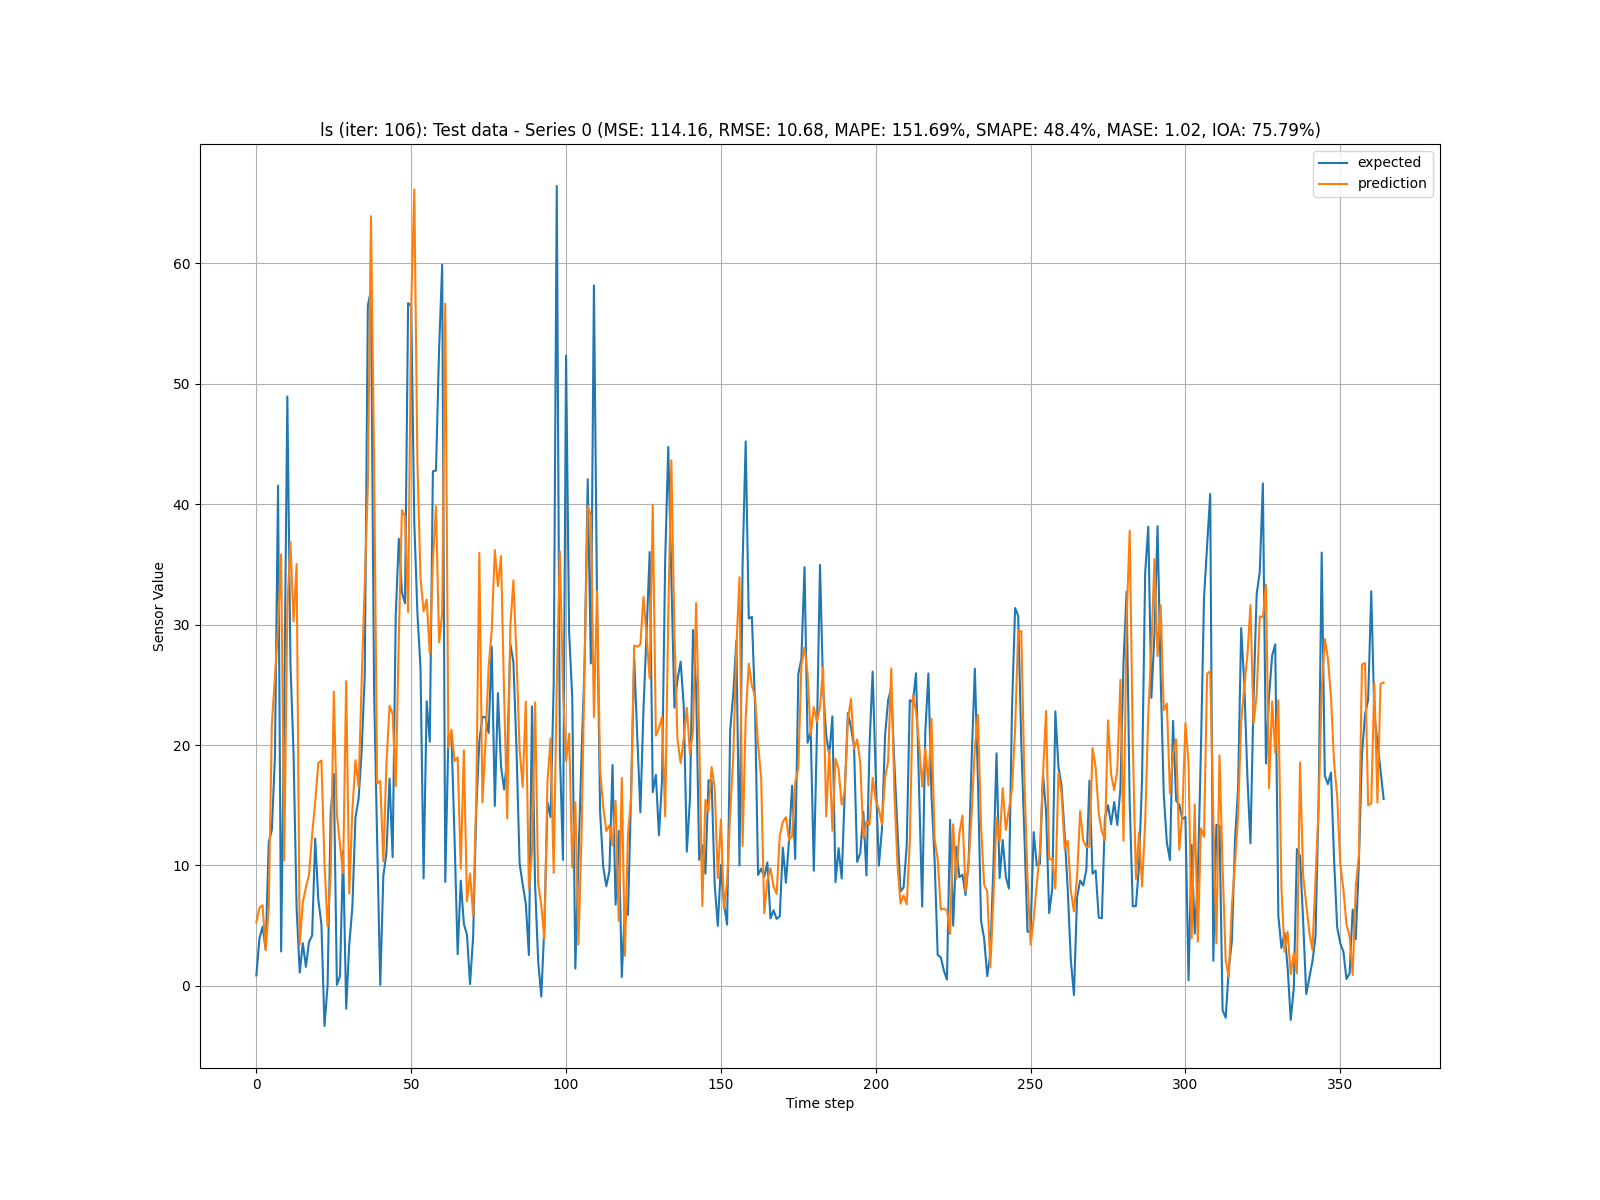 ls (iter: 106): Test data - Series 0 (MSE: 114.16, RMSE: 10.68, MAPE: 151.69%, SMAPE: 48.4%, MASE: 1.02, IOA: 75.79%)
expected
prediction
60
50
40
30
20
10
0
Sensor Value
0 50 100 150 200 250 300 350
Time step